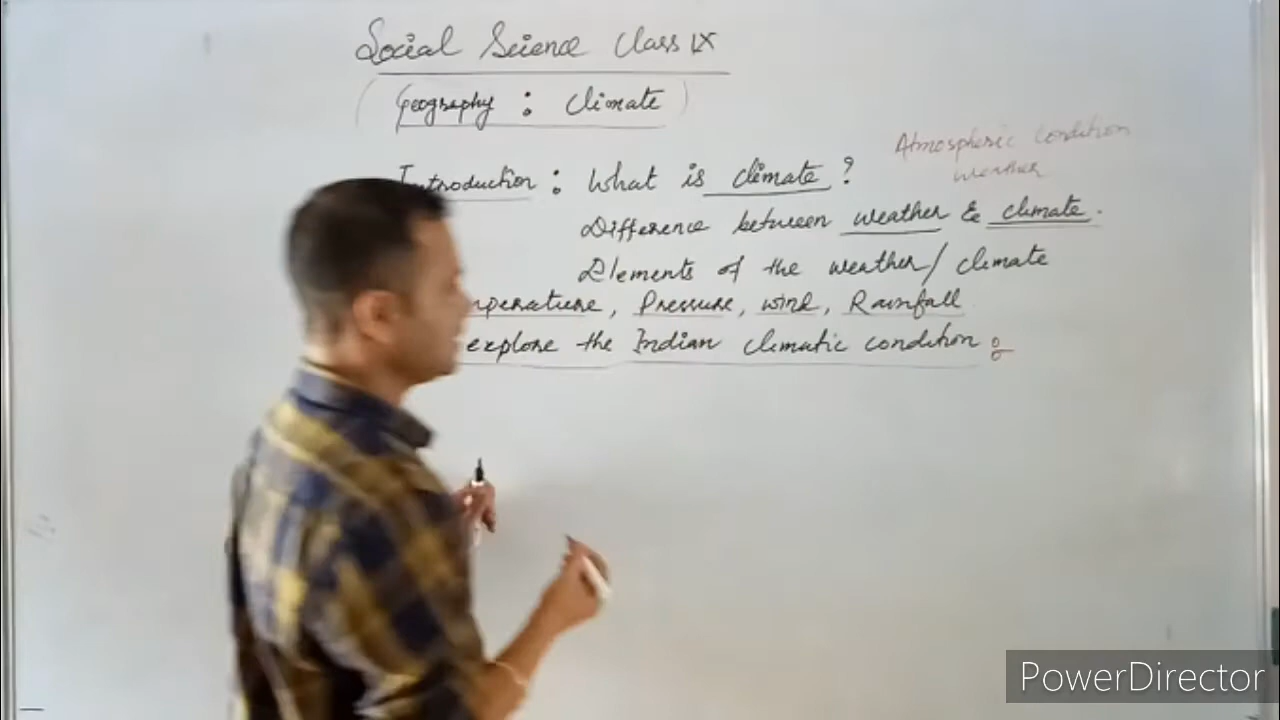 Social Science Class IX
(Geography : Climate)
Atmospheric condition
weather
Introduction : What is climate ?
Difference between weather & climate.
Elements of the weather/climate
perature, Pressure, wind, Rainfall
explore the Indian climatic condition :
PowerDirector